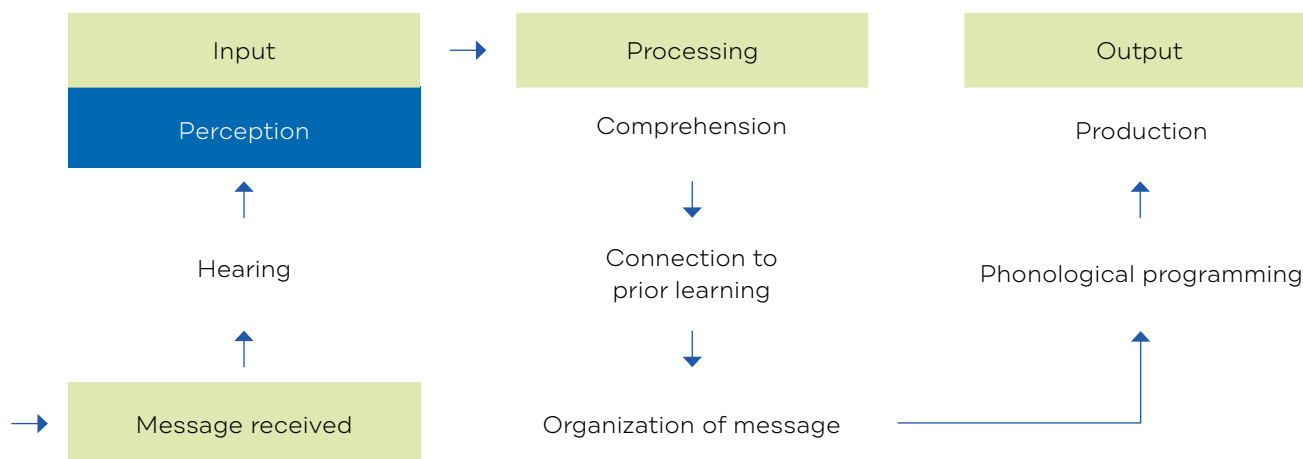 Input
Perception
Hearing
Message received
Processing
Comprehension
Connection to
prior learning
Organization of message
Output
Production
Phonological programming